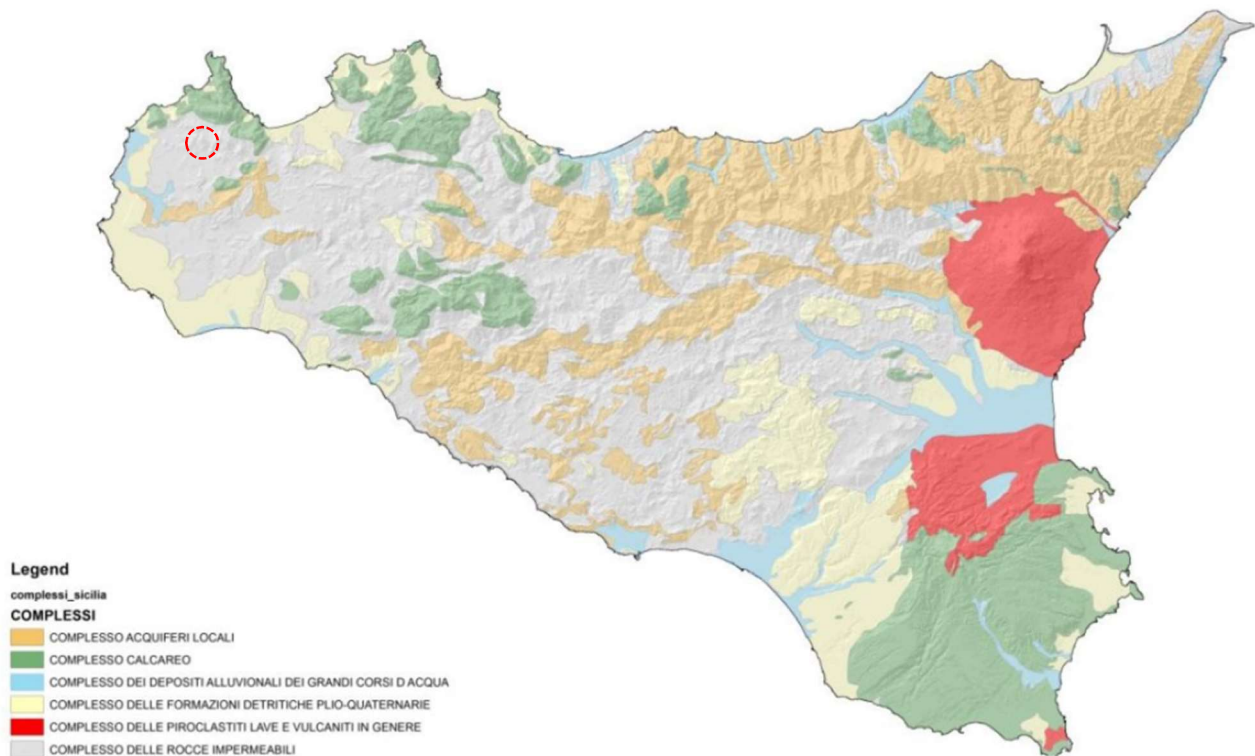 Legend
complessi_sicilia
COMPLESSI
COMPLESSO ACQUIFERI LOCALI
COMPLESSO CALCAREO
COMPLESSO DEI DEPOSITI ALLUVIONALI DEI GRANDI CORSI D ACQUA
COMPLESSO DELLE FORMAZIONI DETRITICHE PLIO-QUATERNARIE
COMPLESSO DELLE PIROCLASTITI LAVE E VULCANITI IN GENERE
COMPLESSO DELLE ROCCE IMPERMEABILI